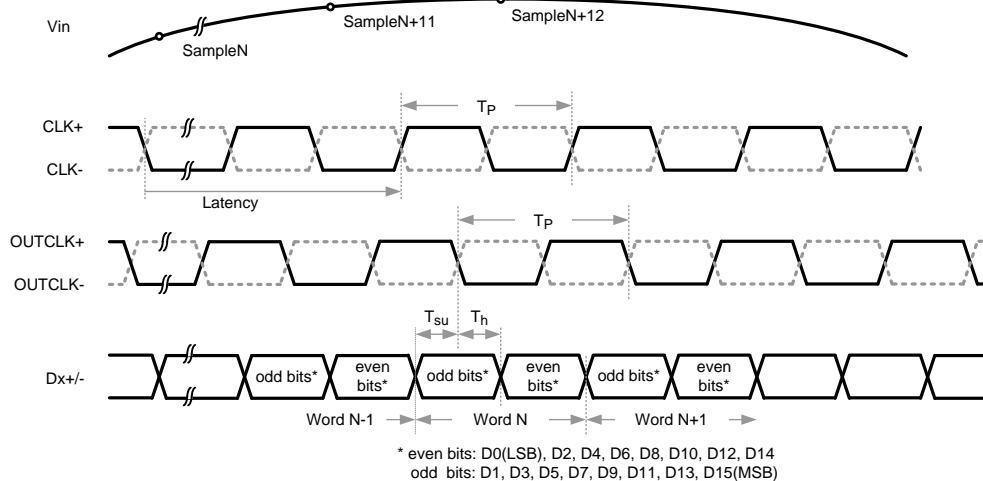 SampleN+12
SampleN+11
Vin
SampleN
TP
CLK+
CLK-
Latency
TP
OUTCLK+
OUTCLK-
Tsu Th
Dx+/-
odd bits* even bits* odd bits* even bits* odd bits* even bits*
Word N-1 Word N Word N+1
* even bits: D0(LSB), D2, D4, D6, D8, D10, D12, D14
odd bits: D1, D3, D5, D7, D9, D11, D13, D15(MSB)